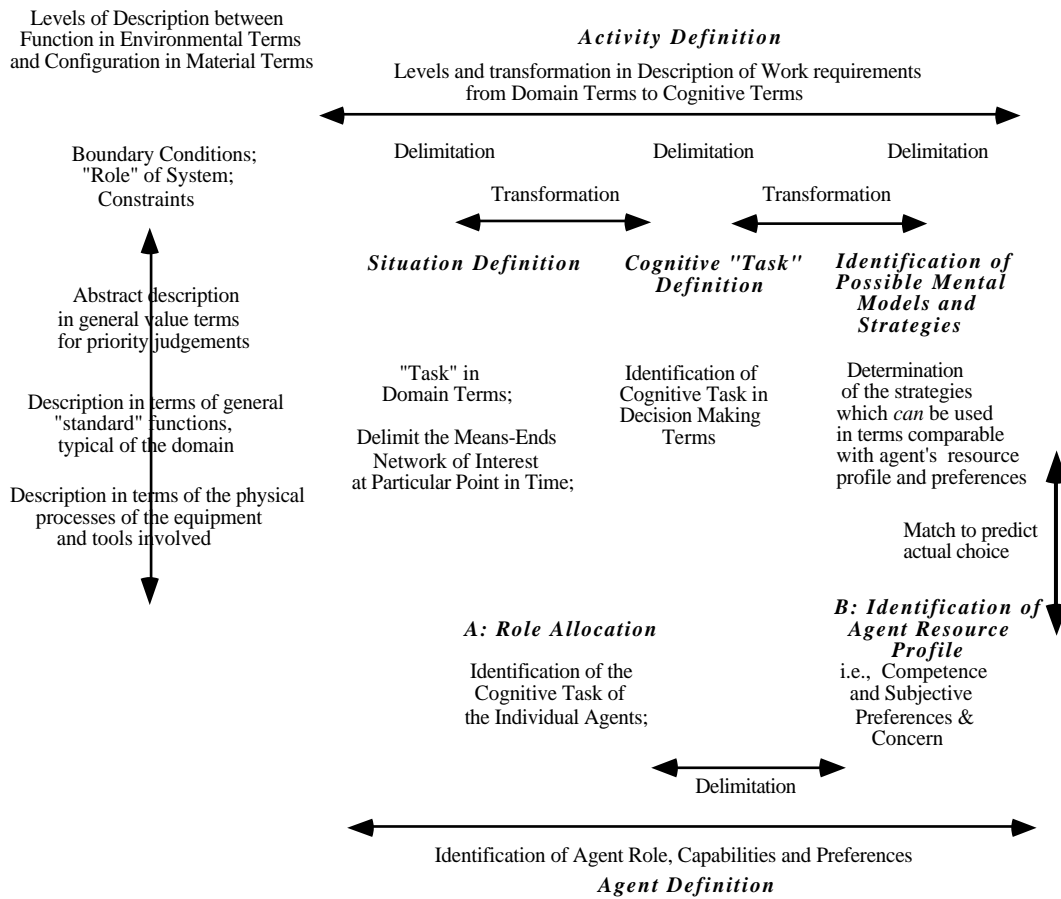 Levels of Description between
Function in Environmental Terms
and Configuration in Material Terms
Activity Definition
Levels and transformation in Description of Work requirements
from Domain Terms to Cognitive Terms
Boundary Conditions;
"Role" of System;
Constraints
Delimitation
Delimitation
Delimitation
Transformation
Transformation
Situation Definition
Cognitive "Task"
Definition
Identification of
Possible Mental
Models and
Strategies
Abstract description
in general value terms
for priority judgements
"Task" in
Domain Terms;
Delimit the Means-Ends
Network of Interest
at Particular Point in Time;
Identification of
Cognitive Task in
Decision Making
Terms
Determination
of the strategies
which can be used
in terms comparable
with agent's resource
profile and preferences
Description in terms of general
"standard" functions,
typical of the domain
Description in terms of the physical
processes of the equipment
and tools involved
Match to predict
actual choice
A: Role Allocation
Identification of the
Cognitive Task of
the Individual Agents;
B: Identification of
Agent Resource
Profile
i.e., Competence
and Subjective
Preferences &
Concern
Delimitation
Identification of Agent Role, Capabilities and Preferences
Agent Definition